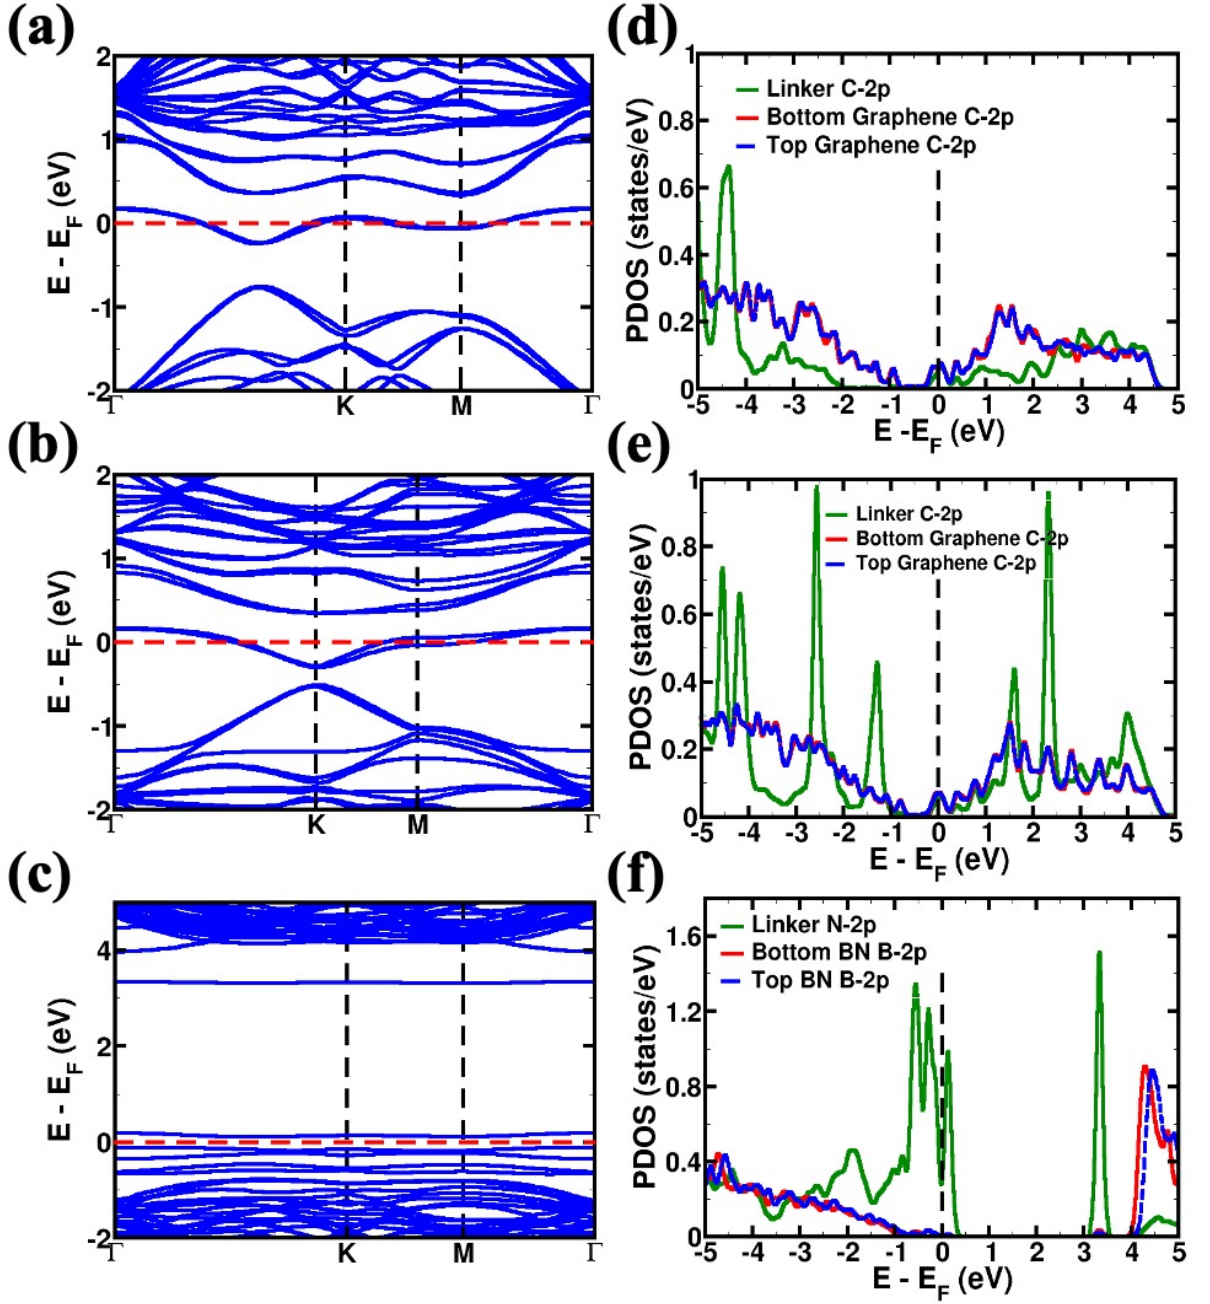 (a)
2
1
0
-1
-2
E - E_F (eV)
Γ K M Γ
(d)
1
0.8
0.6
0.4
0.2
0
PDOS (states/eV)
Linker C-2p
Bottom Graphene C-2p
Top Graphene C-2p
-5 -4 -3 -2 -1 0 1 2 3 4 5
E -E_F (eV)
(b)
2
1
0
-1
-2
E - E_F (eV)
Γ K M Γ
(e)
1
0.8
0.6
0.4
0.2
0
PDOS (states/eV)
Linker C-2p
Bottom Graphene C-2p
Top Graphene C-2p
-5 -4 -3 -2 -1 0 1 2 3 4 5
E - E_F (eV)
(c)
4
2
0
-2
E - E_F (eV)
Γ K M Γ
(f)
1.6
1.2
0.8
0.4
0
PDOS (states/eV)
Linker N-2p
Bottom BN B-2p
Top BN B-2p
-5 -4 -3 -2 -1 0 1 2 3 4 5
E - E_F (eV)